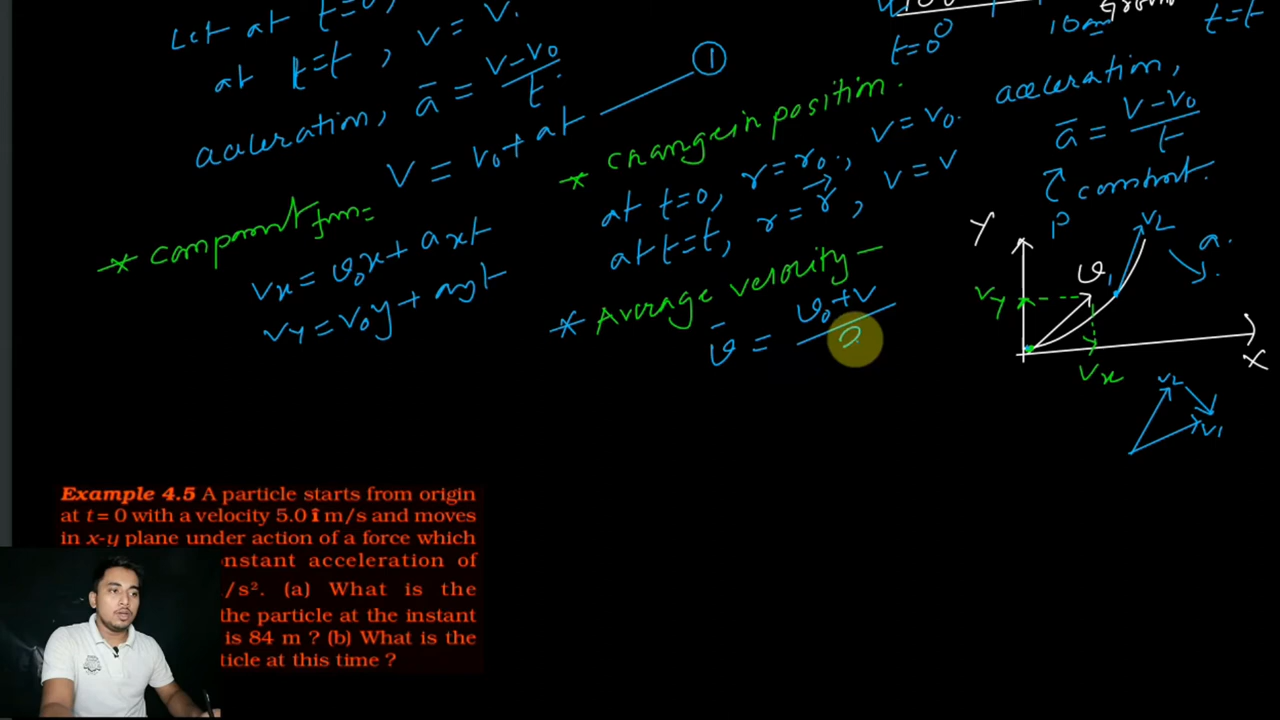 Let at t=0,
at t=t, v = v.
acceleration, a̅ = v-v₀/t.
V = v₀+at ——— ①
* component form=
vx = v₀x + axt
vy = v₀y + ayt
* Change in position.
at t=0, r=r₀., v=v₀.
at t=t, r=r⃗, v=v
* Average velocity –
v̅ = v₀+v/2
10
t=0
t=t
acceleration,
a̅ = V-v₀/t
constant.
P
Y
v
vy
v₂
a.
X
Vx
v₂
v₁
Example 4.5 A particle starts from origin
at t = 0 with a velocity 5.0 î m/s and moves
in x-y plane under action of a force which
nstant acceleration of
/s². (a) What is the
the particle at the instant
is 84 m ? (b) What is the
ticle at this time ?